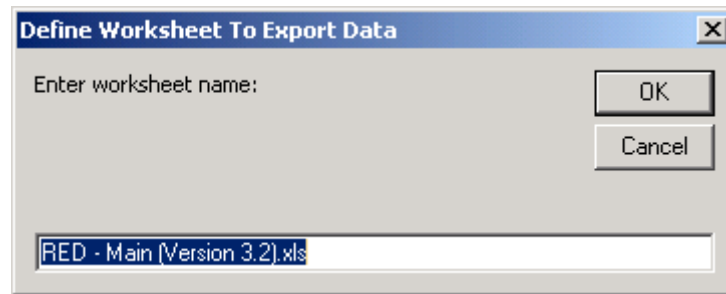 Define Worksheet To Export Data
Enter worksheet name:
OK
Cancel
RED - Main (Version 3.2).xls